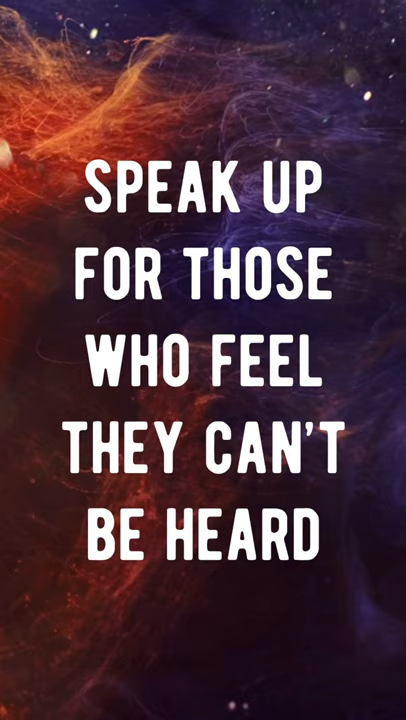 SPEAK UP
FOR THOSE
WHO FEEL
THEY CAN'T
BE HEARD